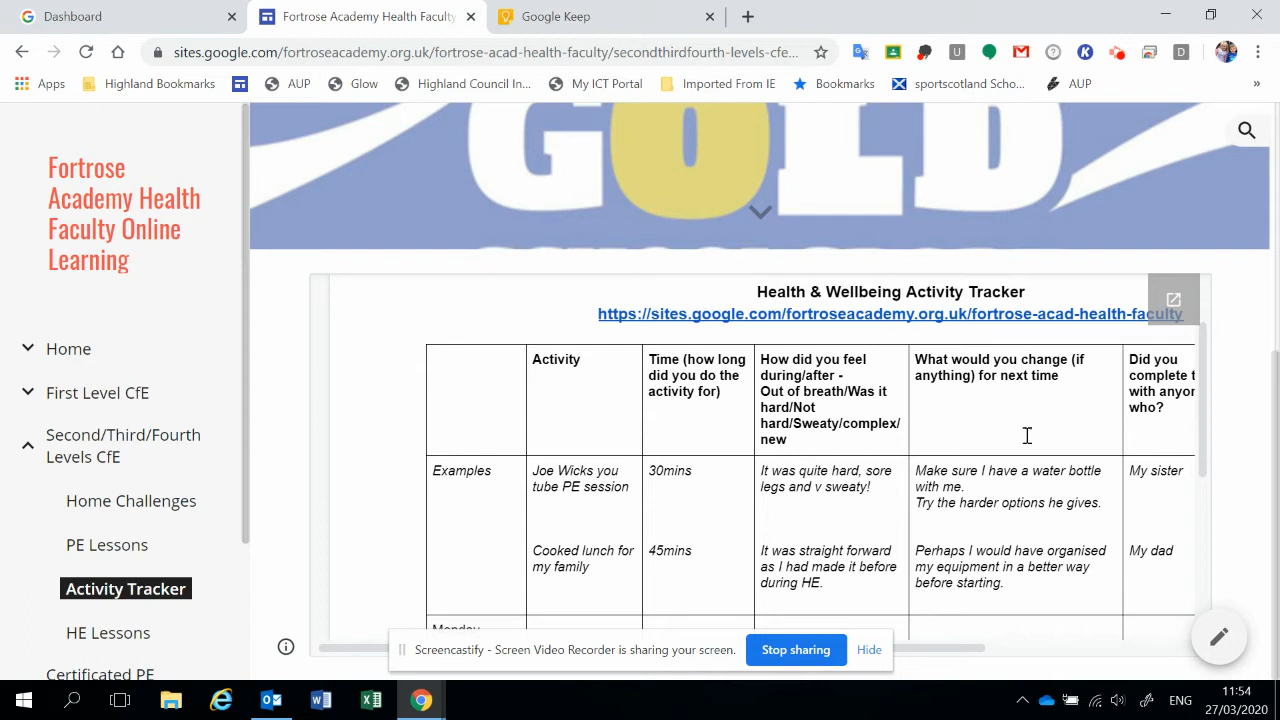 Dashboard
Fortrose Academy Health Faculty
Google Keep
sites.google.com/fortroseacademy.org.uk/fortrose-acad-health-faculty/secondthirdfourth-levels-cfe...
Apps
Highland Bookmarks
AUP
Glow
Highland Council In...
My ICT Portal
Imported From IE
Bookmarks
sportscotland Scho...
AUP
»
GOLD
Fortrose
Academy Health
Faculty Online
Learning
Home
First Level CfE
Second/Third/Fourth
Levels CfE
Home Challenges
PE Lessons
Activity Tracker
HE Lessons
Certificated PE
Health & Wellbeing Activity Tracker
https://sites.google.com/fortroseacademy.org.uk/fortrose-acad-health-faculty
Activity
Time (how long
did you do the
activity for)
How did you feel
during/after -
Out of breath/Was it
hard/Not
hard/Sweaty/complex/
new
What would you change (if
anything) for next time
Did you
complete t
with anyon
who?
Examples
Joe Wicks you
tube PE session
30mins
It was quite hard, sore
legs and v sweaty!
Make sure I have a water bottle
with me.
Try the harder options he gives.
My sister
Cooked lunch for
my family
45mins
It was straight forward
as I had made it before
during HE.
Perhaps I would have organised
my equipment in a better way
before starting.
My dad
Monday
Screencastify - Screen Video Recorder is sharing your screen.
Stop sharing
Hide
ENG
11:54
27/03/2020